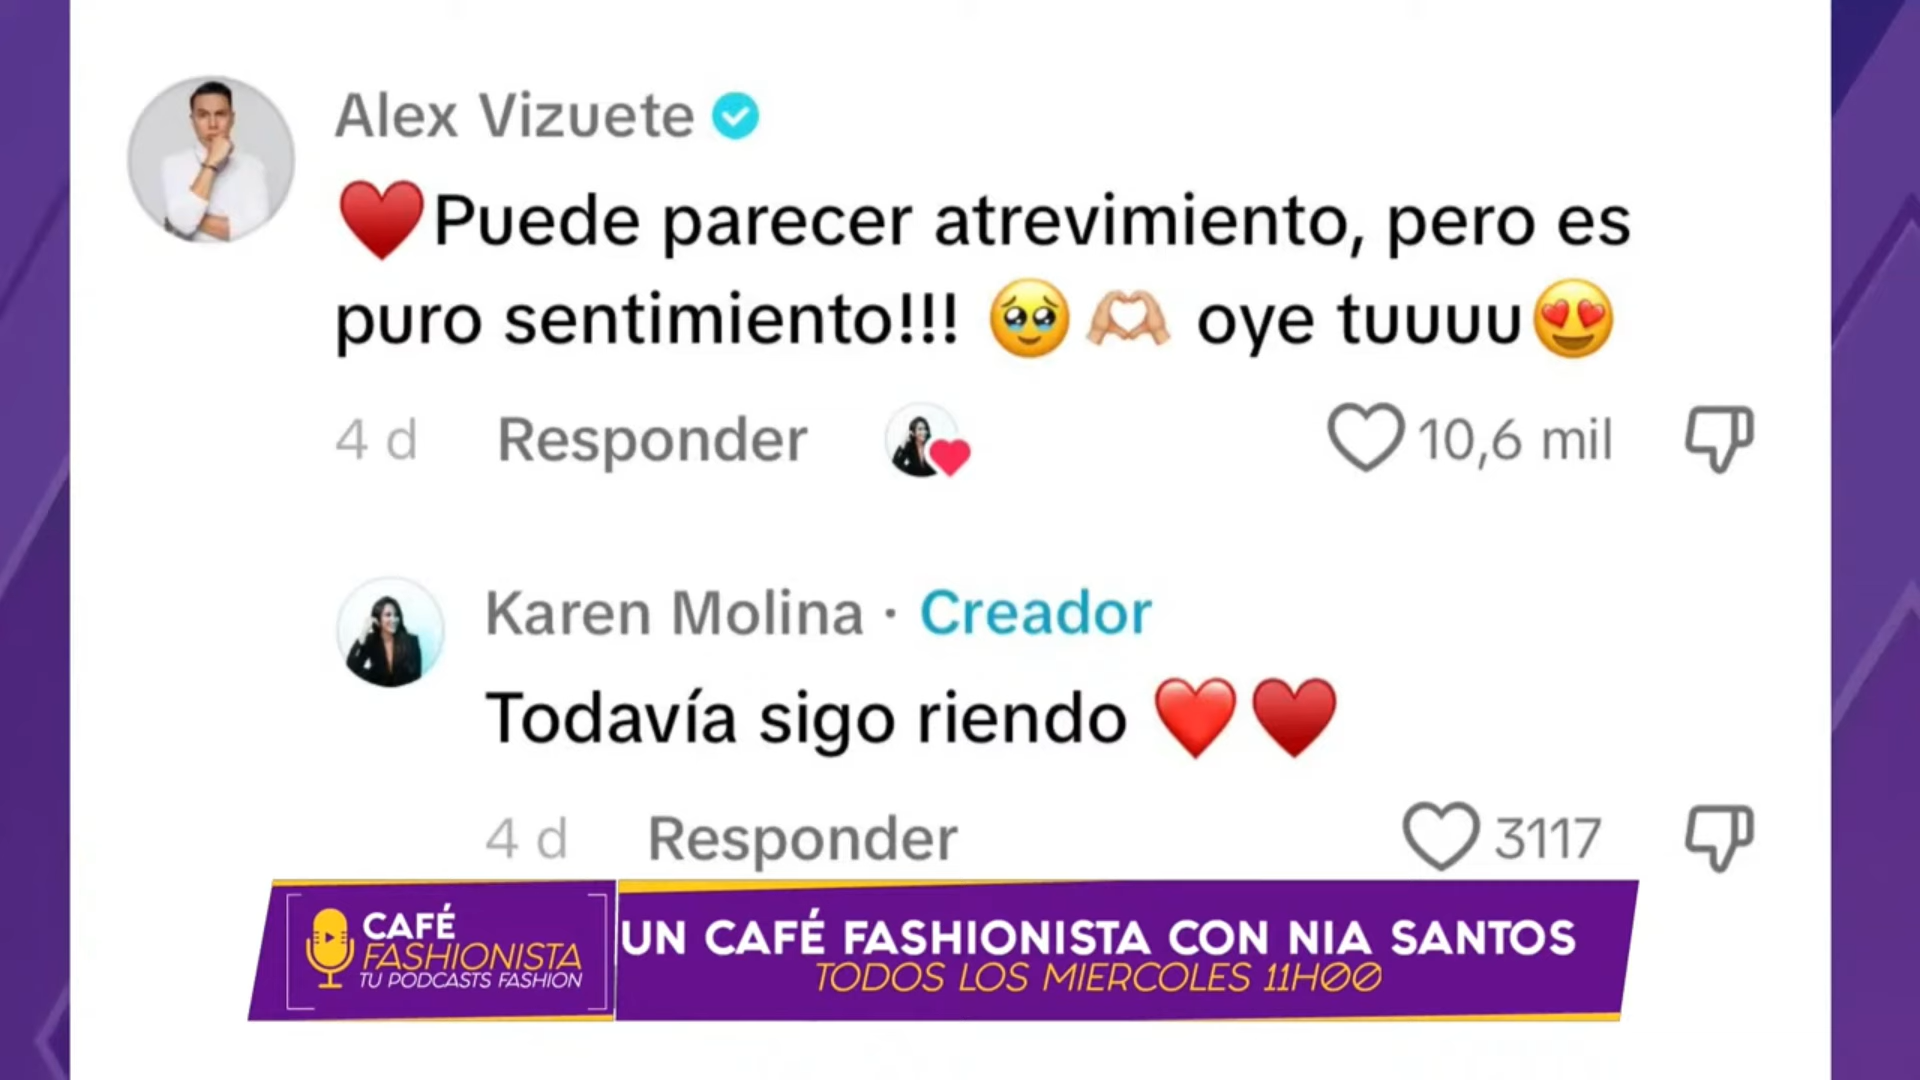 Alex Vizuete
♥️Puede parecer atrevimiento, pero es
puro sentimiento!!! 🥹🫶🏼 oye tuuuu😍
4 d Responder 10,6 mil
Karen Molina · Creador
Todavía sigo riendo ❤️♥️
4 d Responder 3117
CAFÉ
FASHIONISTA
TU PODCASTS FASHION
UN CAFÉ FASHIONISTA CON NIA SANTOS
TODOS LOS MIERCOLES 11H00